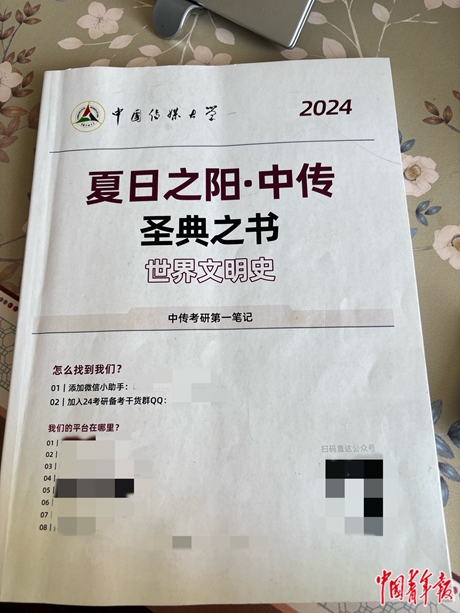 中国传媒大学
2024
夏日之阳·中传
圣典之书
世界文明史
中传考研第一笔记
怎么找到我们？
01 | 添加微信小助手：
02 | 加入24考研备考干货群QQ：
我们的平台在哪里？
扫码直达公众号
01 |
02 |
03 |
04 |
05 |
06
07
08 |
中国青年报